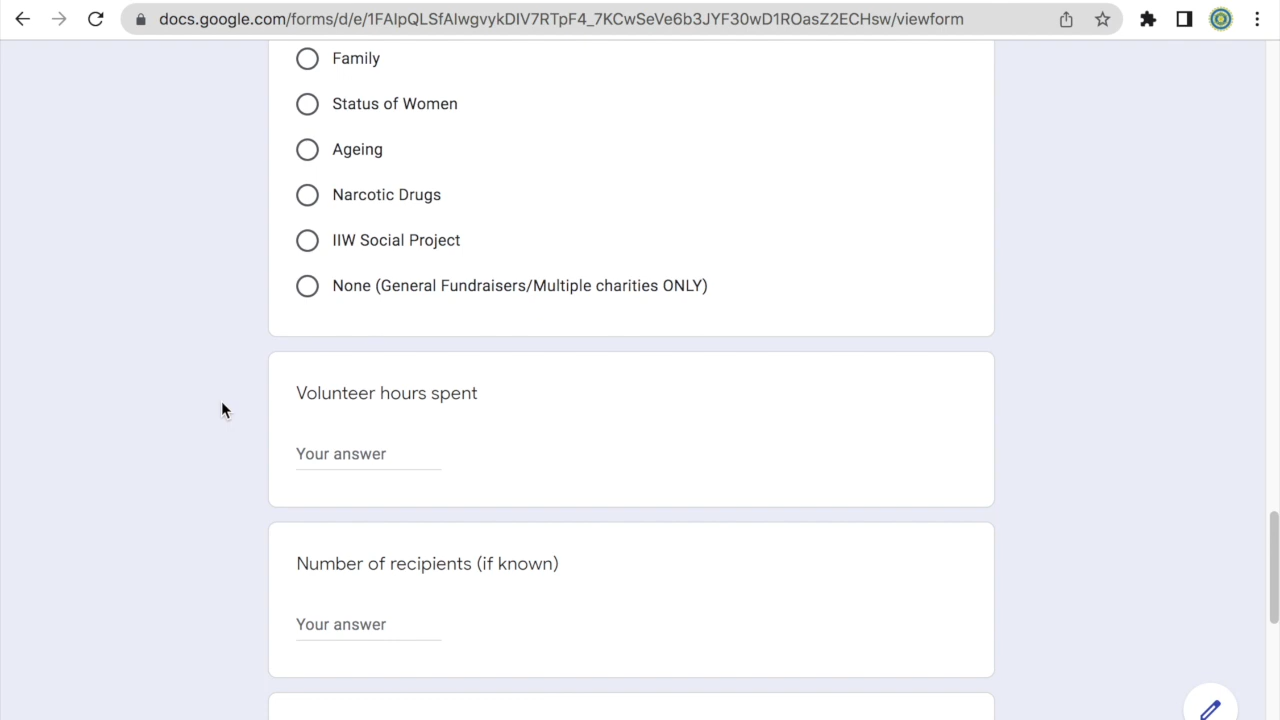 docs.google.com/forms/d/e/1FAIpQLSfAIwgvykDIV7RTpF4_7KCwSeVe6b3JYF30wD1ROasZ2ECHsw/viewform
Family
Status of Women
Ageing
Narcotic Drugs
IIW Social Project
None (General Fundraisers/Multiple charities ONLY)
Volunteer hours spent
Your answer
Number of recipients (if known)
Your answer